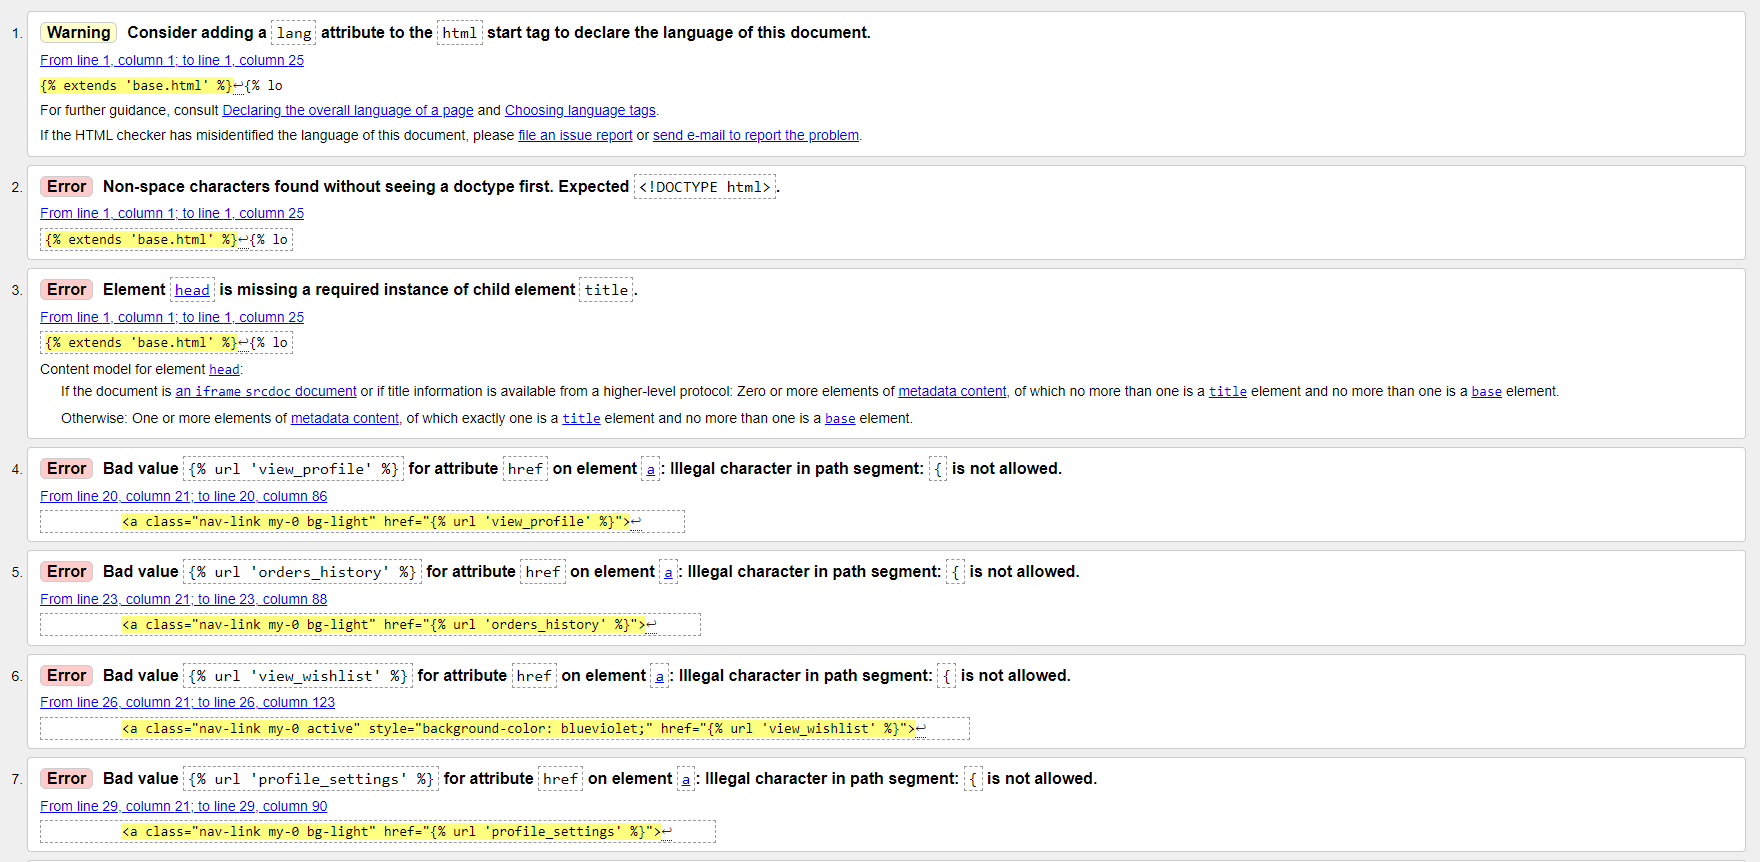 1. Warning Consider adding a lang attribute to the html start tag to declare the language of this document.
From line 1, column 1; to line 1, column 25
{% extends 'base.html' %}↩{% lo
For further guidance, consult Declaring the overall language of a page and Choosing language tags.
If the HTML checker has misidentified the language of this document, please file an issue report or send e-mail to report the problem.
2. Error Non-space characters found without seeing a doctype first. Expected <!DOCTYPE html>.
From line 1, column 1; to line 1, column 25
{% extends 'base.html' %}↩{% lo
3. Error Element head is missing a required instance of child element title.
From line 1, column 1; to line 1, column 25
{% extends 'base.html' %}↩{% lo
Content model for element head:
If the document is an iframe srcdoc document or if title information is available from a higher-level protocol: Zero or more elements of metadata content, of which no more than one is a title element and no more than one is a base element.
Otherwise: One or more elements of metadata content, of which exactly one is a title element and no more than one is a base element.
4. Error Bad value {% url 'view_profile' %} for attribute href on element a: Illegal character in path segment: { is not allowed.
From line 20, column 21; to line 20, column 86
<a class="nav-link my-0 bg-light" href="{% url 'view_profile' %}">↩
5. Error Bad value {% url 'orders_history' %} for attribute href on element a: Illegal character in path segment: { is not allowed.
From line 23, column 21; to line 23, column 88
<a class="nav-link my-0 bg-light" href="{% url 'orders_history' %}">↩
6. Error Bad value {% url 'view_wishlist' %} for attribute href on element a: Illegal character in path segment: { is not allowed.
From line 26, column 21; to line 26, column 123
<a class="nav-link my-0 active" style="background-color: blueviolet;" href="{% url 'view_wishlist' %}">↩
7. Error Bad value {% url 'profile_settings' %} for attribute href on element a: Illegal character in path segment: { is not allowed.
From line 29, column 21; to line 29, column 90
<a class="nav-link my-0 bg-light" href="{% url 'profile_settings' %}">↩